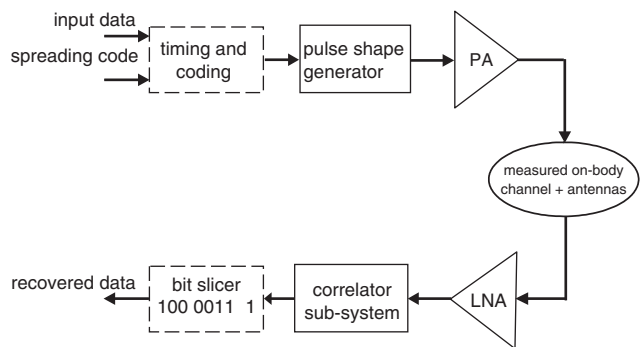 input data
spreading code
timing and
coding
pulse shape
generator
PA
measured on-body
channel + antennas
recovered data
bit slicer
100 0011 1
correlator
sub-system
LNA